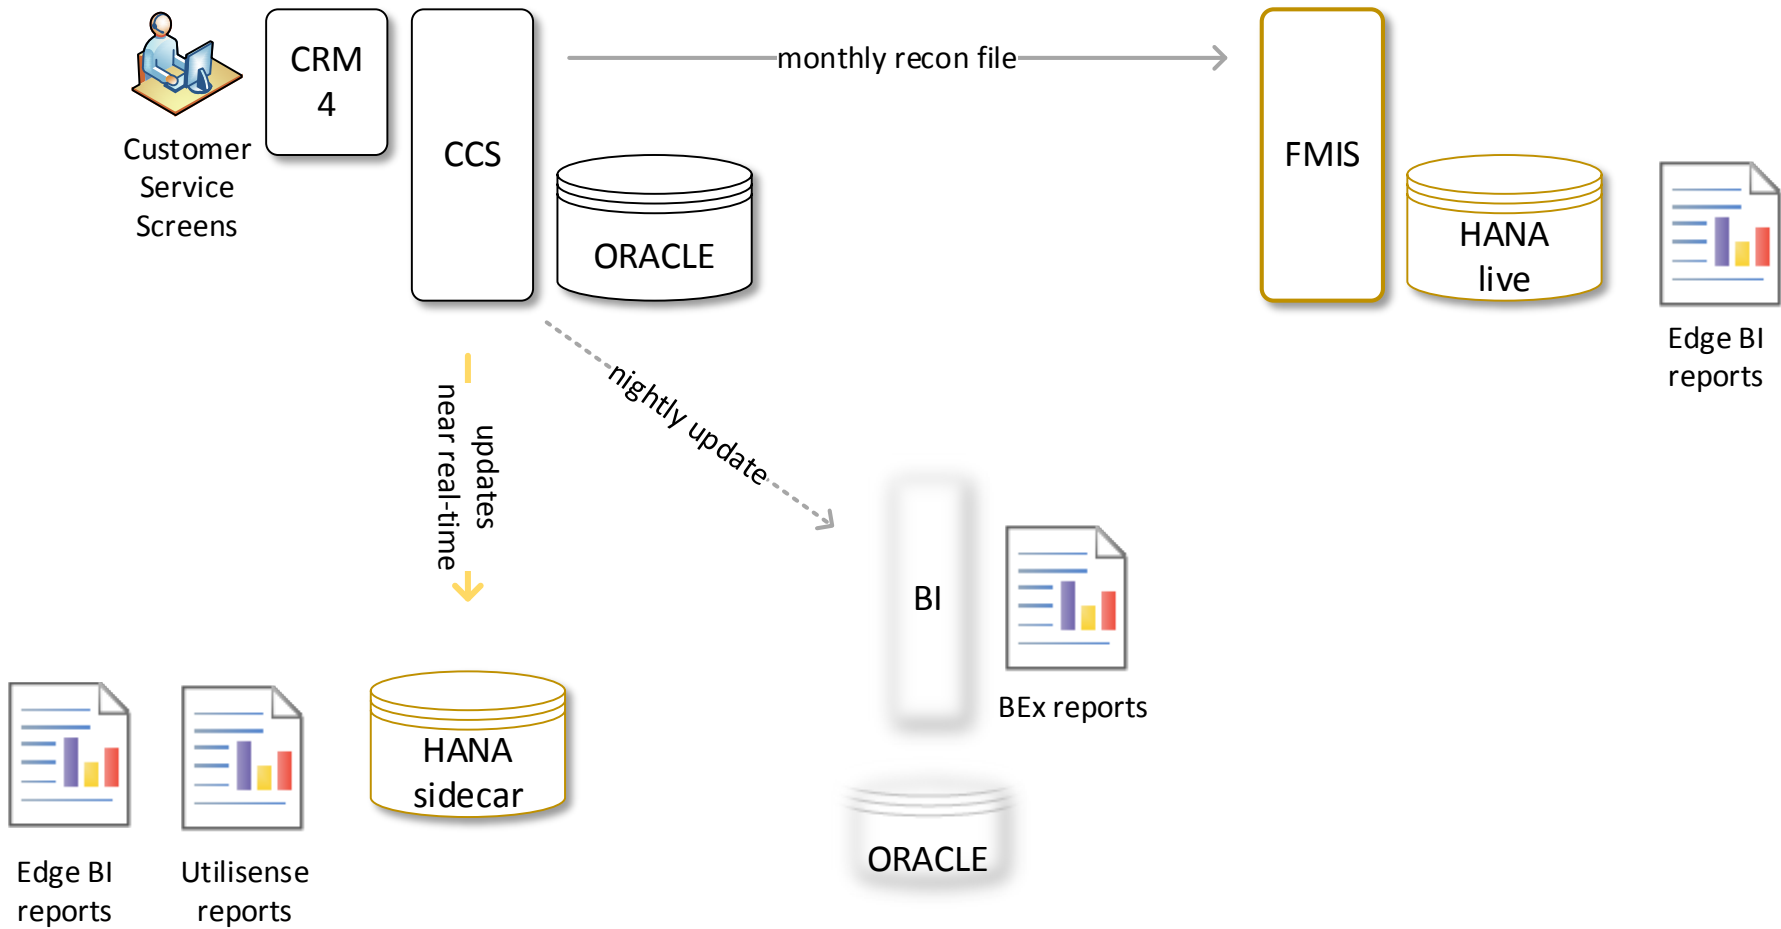 CRM
4
CCS
monthly recon file
FMIS
Customer
Service
Screens
ORACLE
HANA
live
Edge BI
reports
nightly update
updates
near real-time
BI
BEx reports
HANA
sidecar
ORACLE
Edge BI
reports
Utilisense
reports